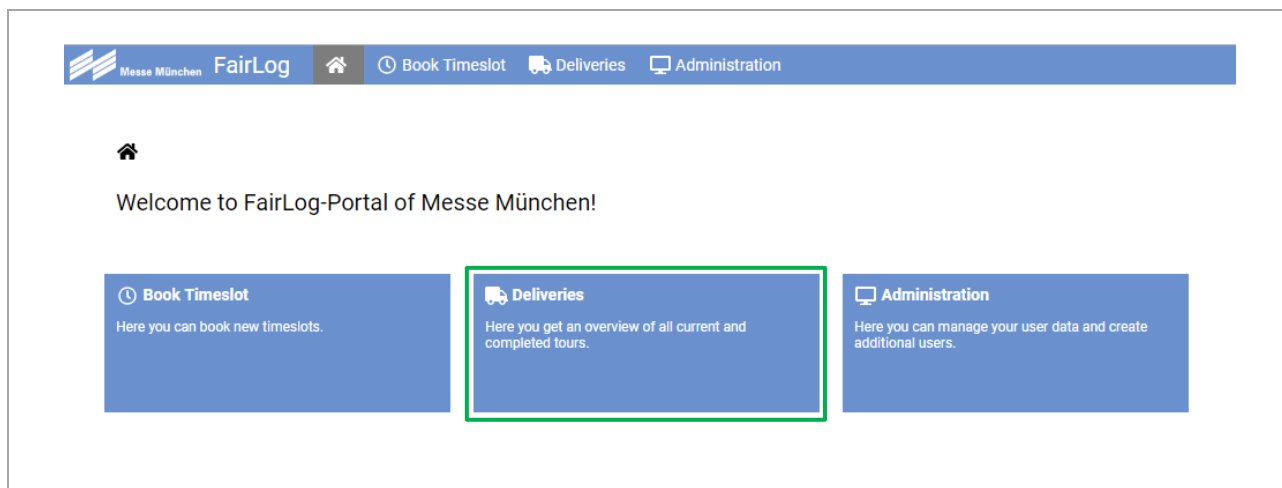 Messe München FairLog Book Timeslot Deliveries Administration
Welcome to FairLog-Portal of Messe München!
Book Timeslot
Here you can book new timeslots.
Deliveries
Here you get an overview of all current and
completed tours.
Administration
Here you can manage your user data and create
additional users.